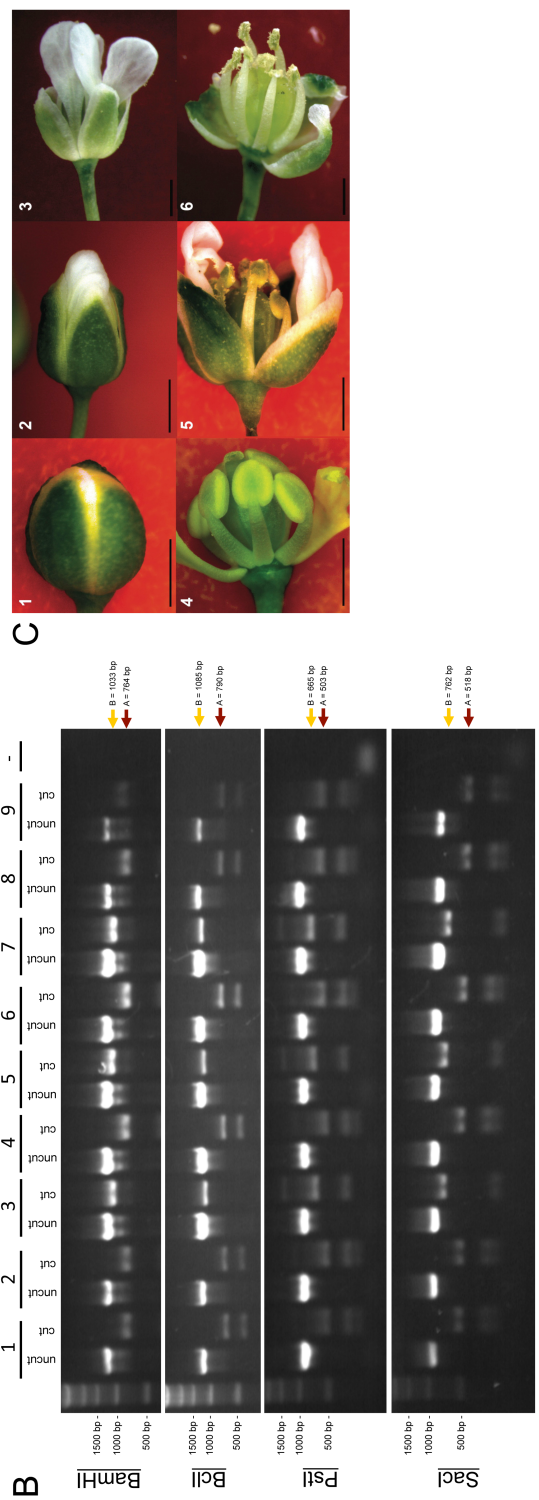 B
1 2 3 4 5 6 7 8 9 -
uncut cut uncut cut uncut cut uncut cut uncut cut uncut cut uncut cut uncut cut uncut cut
BamHI
1500 bp -
1000 bp -
500 bp -
B = 1033 bp
A = 764 bp
BclI
1500 bp -
1000 bp -
500 bp -
B = 1085 bp
A = 790 bp
PstI
1500 bp -
1000 bp -
500 bp -
B = 665 bp
A = 503 bp
SacI
1500 bp -
1000 bp -
500 bp -
B = 762 bp
A = 518 bp
C
1 2 3
4 5 6